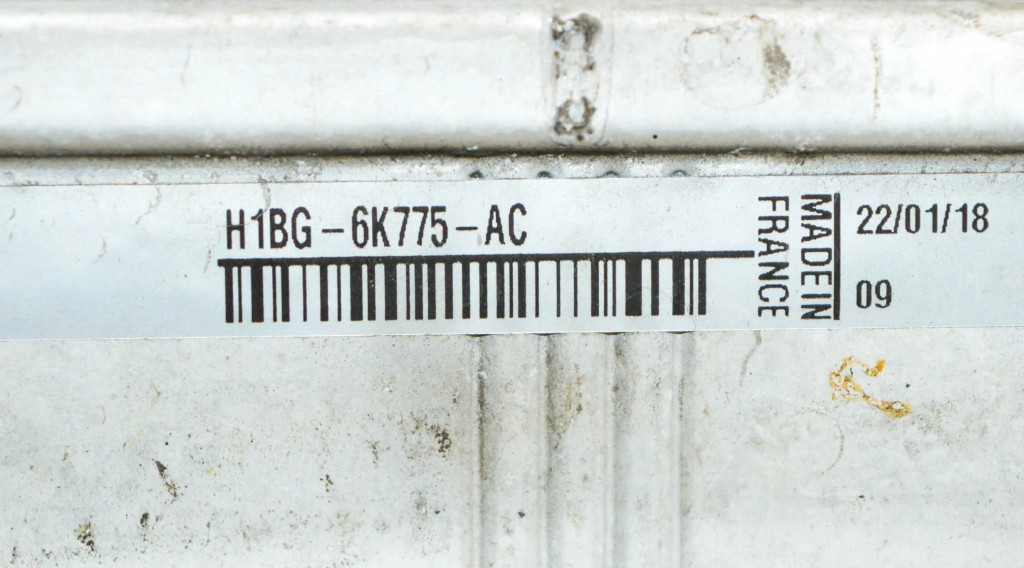 H1BG-6K775-AC
MADE IN
FRANCE
22/01/18
09